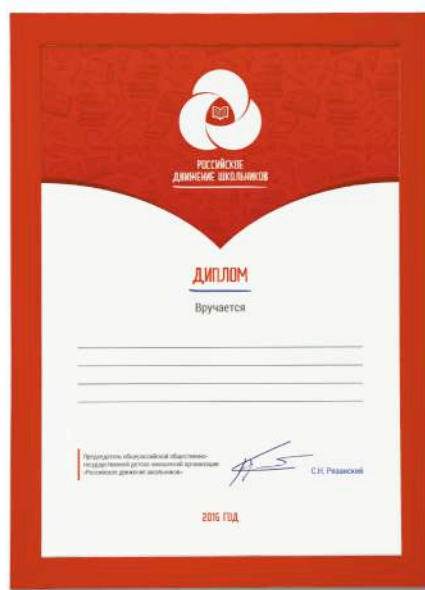 РОССИЙСКОЕ
ДВИЖЕНИЕ ШКОЛЬНИКОВ
ДИПЛОМ
Вручается
Председатель общероссийской общественно-
государственной детско-юношеской организации
«Российское движение школьников»
С.Н. Рязанский
2016 ГОД